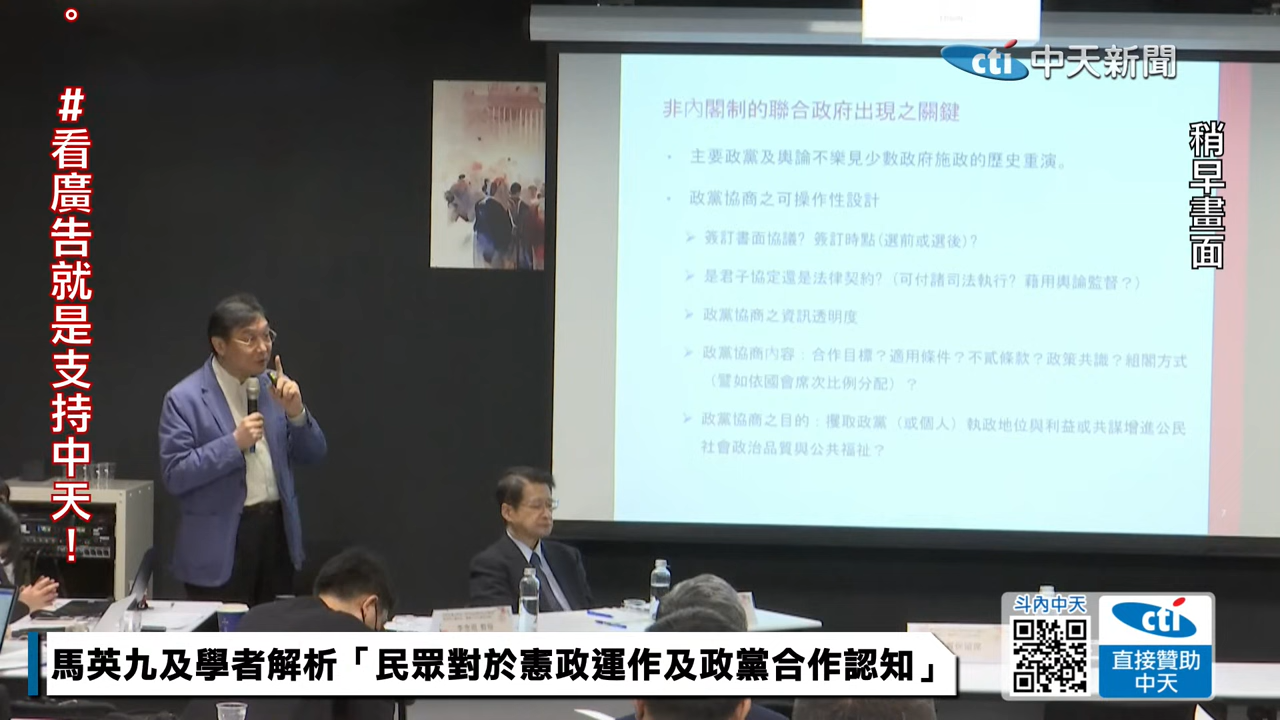 。
#看廣告就是支持中天！
cti 中天新聞
稍早畫面
非內閣制的聯合政府出現之關鍵
• 主要政黨及輿論不樂見少數政府施政的歷史重演。
• 政黨協商之可操作性設計
➢ 簽訂書面協議？簽訂時點(選前或選後)？
➢ 是君子協定還是法律契約？(可付諸司法執行？藉用輿論監督？)
➢ 政黨協商之資訊透明度
➢ 政黨協商內容：合作目標？適用條件？不貳條款？政策共識？組閣方式
（譬如依國會席次比例分配）？
➢ 政黨協商之目的：攫取政黨（或個人）執政地位與利益或共謀增進公民
社會政治品質與公共福祉？
斗內中天
cti
直接贊助
中天
馬英九及學者解析「民眾對於憲政運作及政黨合作認知」